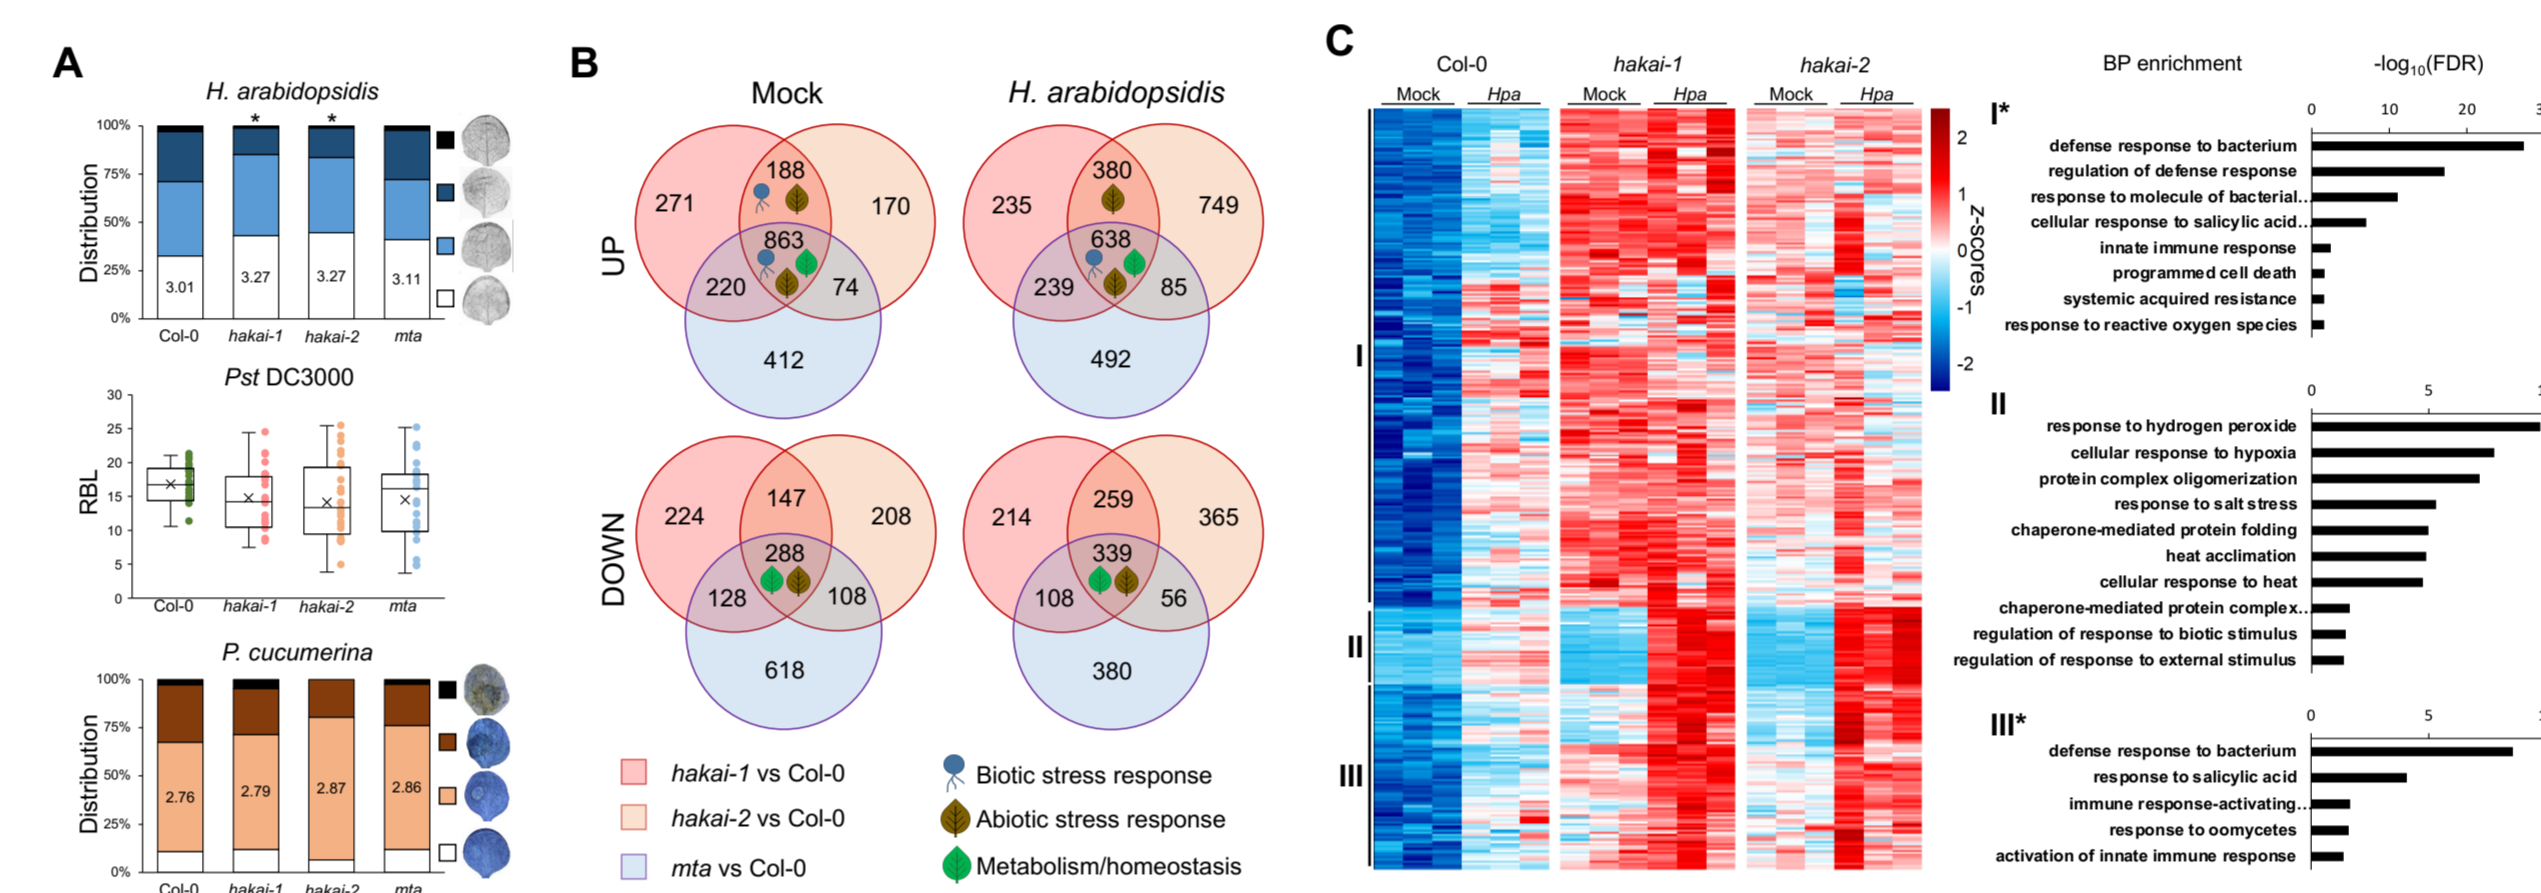 A
H. arabidopsidis
* *
Distribution
100%
75%
50%
25%
0%
3.01 3.27 3.27 3.11
Col-0 hakai-1 hakai-2 mta
Pst DC3000
RBL
30
25
20
15
10
5
0
Col-0 hakai-1 hakai-2 mta
P. cucumerina
Distribution
100%
75%
50%
25%
0%
2.76 2.79 2.87 2.86
Col-0 hakai-1 hakai-2 mta
B
Mock H. arabidopsidis
UP
188
271 170
863
220 74
412
380
235 749
638
239 85
492
DOWN
147
224 208
288
128 108
618
259
214 365
339
108 56
380
hakai-1 vs Col-0
hakai-2 vs Col-0
mta vs Col-0
Biotic stress response
Abiotic stress response
Metabolism/homeostasis
C
Col-0 hakai-1 hakai-2
Mock Hpa Mock Hpa Mock Hpa
I
II
III
2
1
0
-1
-2
z-scores
BP enrichment -log10(FDR)
I*
0 10 20 3
defense response to bacterium
regulation of defense response
response to molecule of bacterial...
cellular response to salicylic acid...
innate immune response
programmed cell death
systemic acquired resistance
response to reactive oxygen species
II
0 5 1
response to hydrogen peroxide
cellular response to hypoxia
protein complex oligomerization
response to salt stress
chaperone-mediated protein folding
heat acclimation
cellular response to heat
chaperone-mediated protein complex...
regulation of response to biotic stimulus
regulation of response to external stimulus
III*
0 5 1
defense response to bacterium
response to salicylic acid
immune response-activating...
response to oomycetes
activation of innate immune response